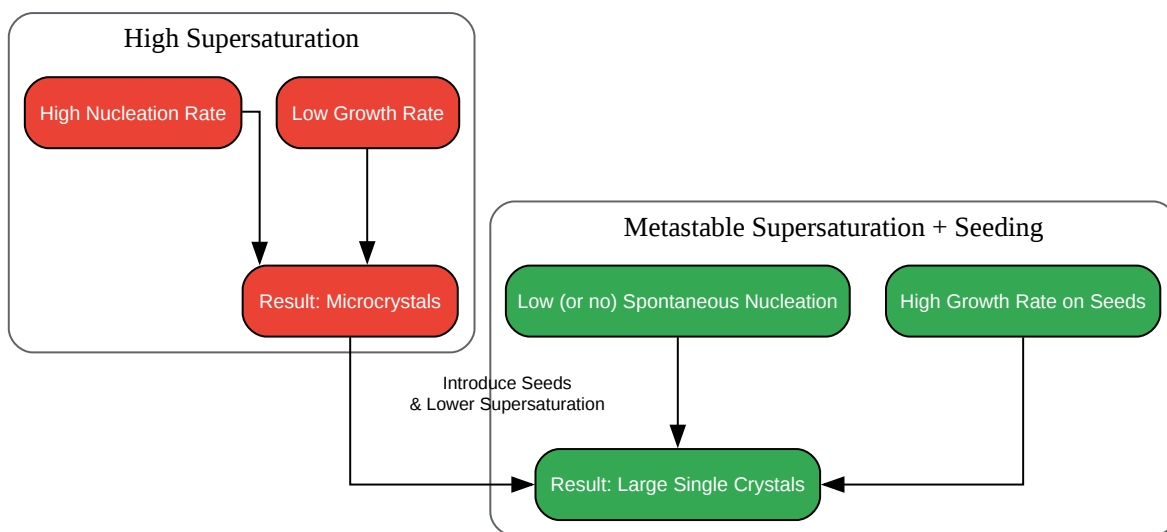 High Supersaturation
High Nucleation Rate
Low Growth Rate
Result: Microcrystals
Metastable Supersaturation + Seeding
Low (or no) Spontaneous Nucleation
High Growth Rate on Seeds
Introduce Seeds
& Lower Supersaturation
Result: Large Single Crystals